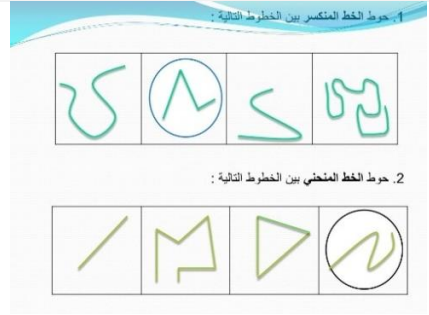 1. حوط الخط المنكسر بين الخطوط التالية :
2. حوط الخط المنحني بين الخطوط التالية :